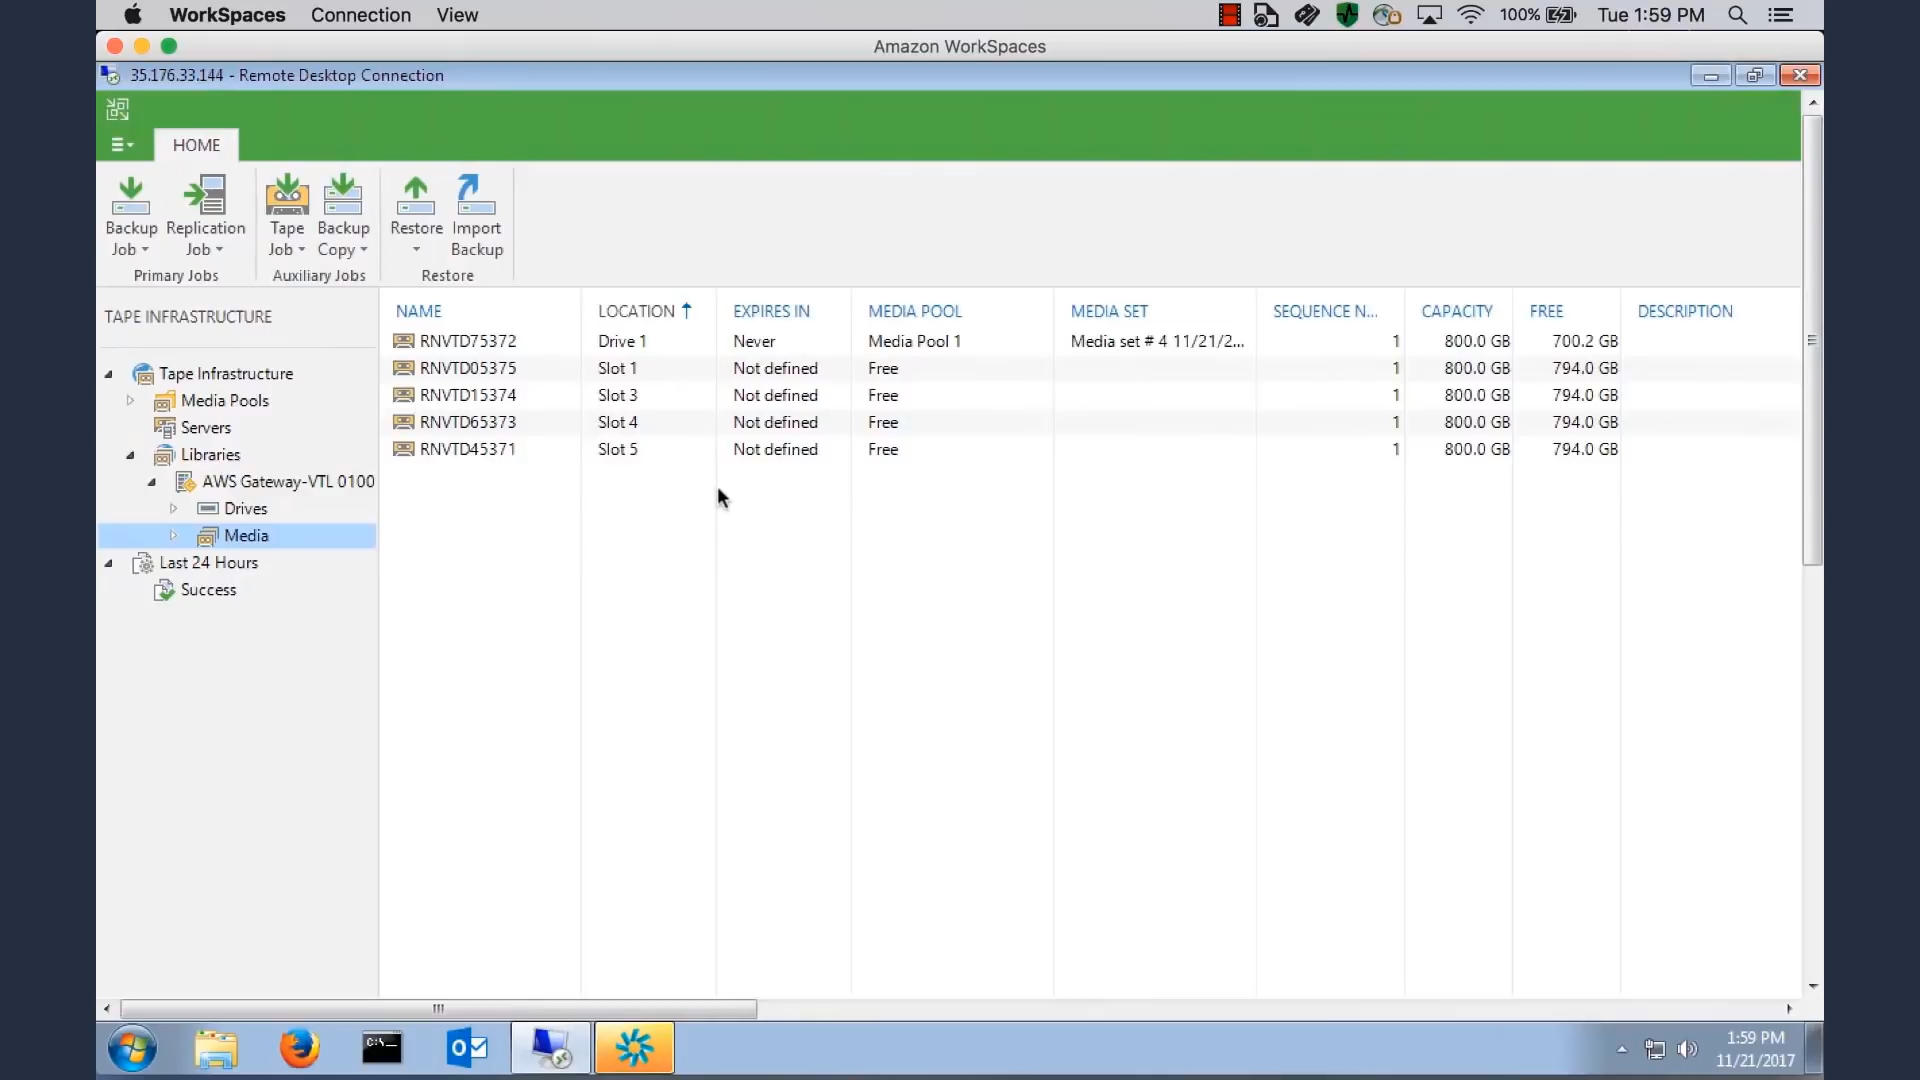 WorkSpaces Connection View 100% Tue 1:59 PM
Amazon WorkSpaces
35.176.33.144 - Remote Desktop Connection
HOME
Backup Job
Replication Job
Tape Job
Backup Copy
Restore
Import Backup
Primary Jobs
Auxiliary Jobs
Restore
TAPE INFRASTRUCTURE
Tape Infrastructure
Media Pools
Servers
Libraries
AWS Gateway-VTL 0100
Drives
Media
Last 24 Hours
Success
NAME LOCATION EXPIRES IN MEDIA POOL MEDIA SET SEQUENCE N... CAPACITY FREE DESCRIPTION
RNVTD75372 Drive 1 Never Media Pool 1 Media set # 4 11/21/2... 1 800.0 GB 700.2 GB
RNVTD05375 Slot 1 Not defined Free 1 800.0 GB 794.0 GB
RNVTD15374 Slot 3 Not defined Free 1 800.0 GB 794.0 GB
RNVTD65373 Slot 4 Not defined Free 1 800.0 GB 794.0 GB
RNVTD45371 Slot 5 Not defined Free 1 800.0 GB 794.0 GB
C:\_
1:59 PM
11/21/2017